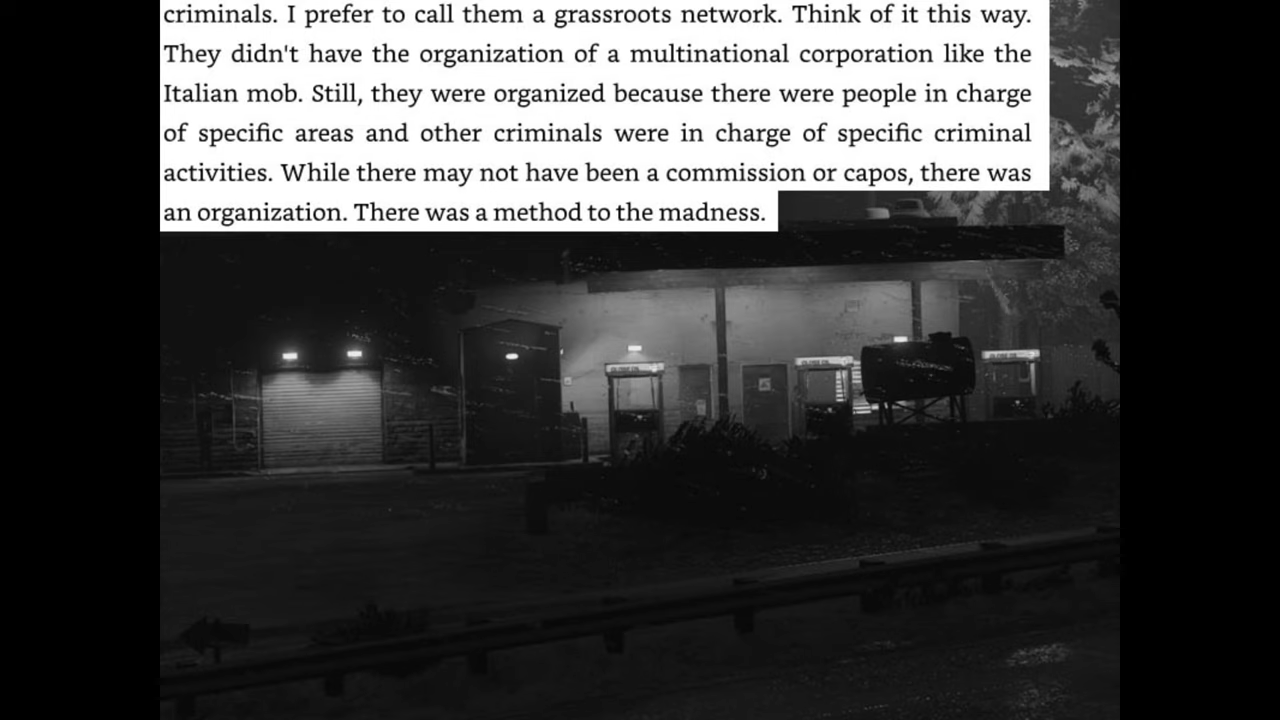 criminals. I prefer to call them a grassroots network. Think of it this way.
They didn't have the organization of a multinational corporation like the
Italian mob. Still, they were organized because there were people in charge
of specific areas and other criminals were in charge of specific criminal
activities. While there may not have been a commission or capos, there was
an organization. There was a method to the madness.